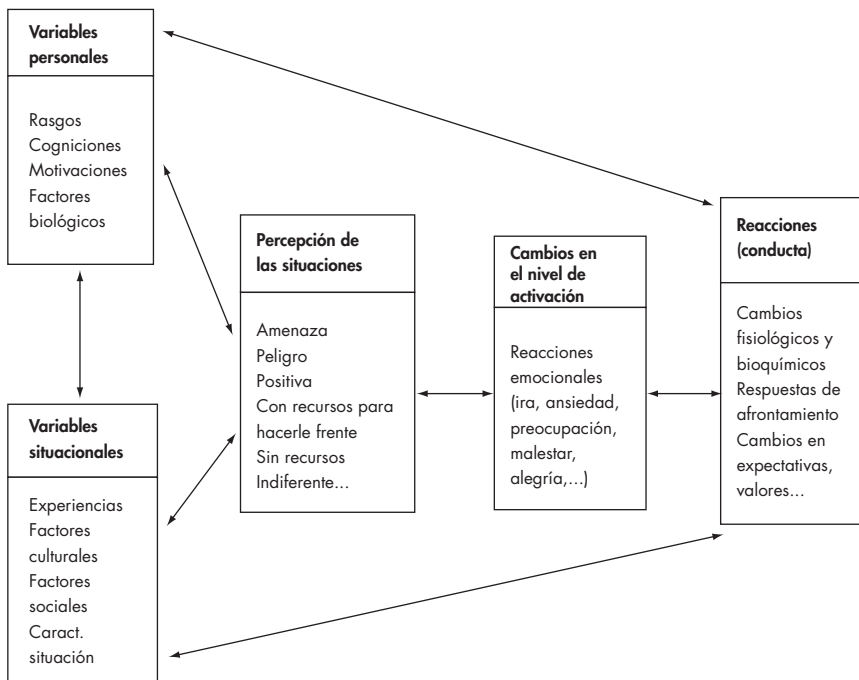 Variables
personales
Rasgos
Cogniciones
Motivaciones
Factores
biológicos
Variables
situacionales
Experiencias
Factores
culturales
Factores
sociales
Caract.
situación
Percepción de
las situaciones
Amenaza
Peligro
Positiva
Con recursos para
hacerle frente
Sin recursos
Indiferente...
Cambios en
el nivel de
activación
Reacciones
emocionales
(ira, ansiedad,
preocupación,
malestar,
alegría,...)
Reacciones
(conducta)
Cambios
fisiológicos y
bioquímicos
Respuestas de
afrontamiento
Cambios en
expectativas,
valores...